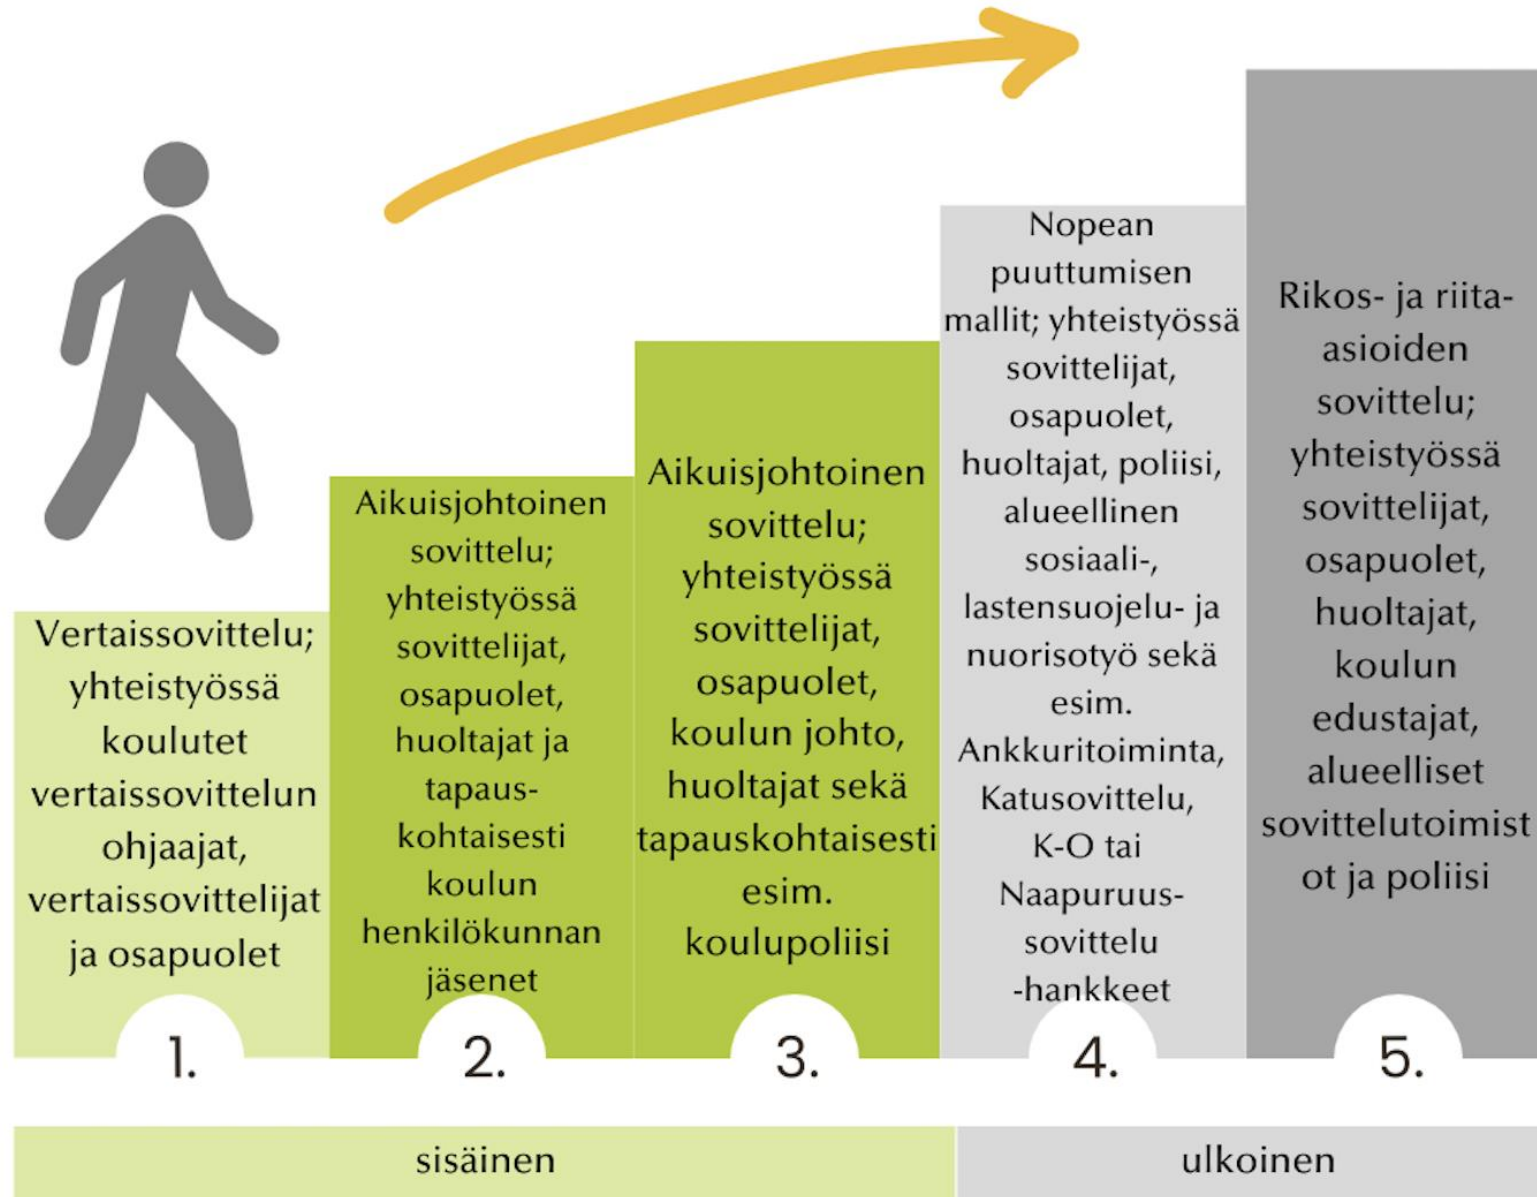 Vertaissovittelu;
yhteistyössä
koulutet
vertaissovittelun
ohjaajat,
vertaissovittelijat
ja osapuolet
1.
Aikuisjohtoinen
sovittelu;
yhteistyössä
sovittelijat,
osapuolet,
huoltajat ja
tapaus-
kohtaisesti
koulun
henkilökunnan
jäsenet
2.
Aikuisjohtoinen
sovittelu;
yhteistyössä
sovittelijat,
osapuolet,
koulun johto,
huoltajat sekä
tapauskohtaisesti
esim.
koulupoliisi
3.
Nopean
puuttumisen
mallit; yhteistyössä
sovittelijat,
osapuolet,
huoltajat, poliisi,
alueellinen
sosiaali-,
lastensuojelu- ja
nuorisotyö sekä
esim.
Ankkuritoiminta,
Katusovittelu,
K-O tai
Naapuruus-
sovittelu
-hankkeet
4.
Rikos- ja riita-
asioiden
sovittelu;
yhteistyössä
sovittelijat,
osapuolet,
huoltajat,
koulun
edustajat,
alueelliset
sovittelutoimist
ot ja poliisi
5.
sisäinen
ulkoinen